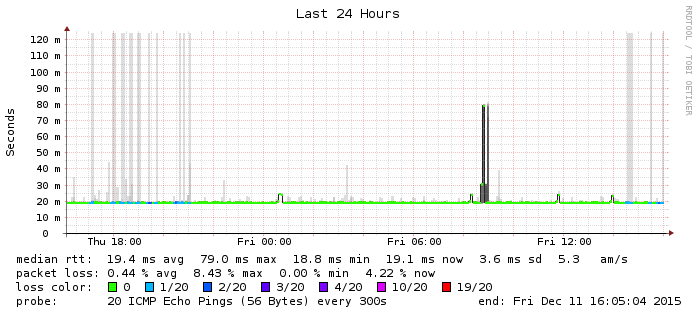 Last 24 Hours
RRDTOOL / TOBI OETIKER
Seconds
120 m
110 m
100 m
90 m
80 m
70 m
60 m
50 m
40 m
30 m
20 m
10 m
0
Thu 18:00 Fri 00:00 Fri 06:00 Fri 12:00
median rtt: 19.4 ms avg 79.0 ms max 18.8 ms min 19.1 ms now 3.6 ms sd 5.3 am/s
packet loss: 0.44 % avg 8.43 % max 0.00 % min 4.22 % now
loss color: 0 1/20 2/20 3/20 4/20 10/20 19/20
probe: 20 ICMP Echo Pings (56 Bytes) every 300s end: Fri Dec 11 16:05:04 2015